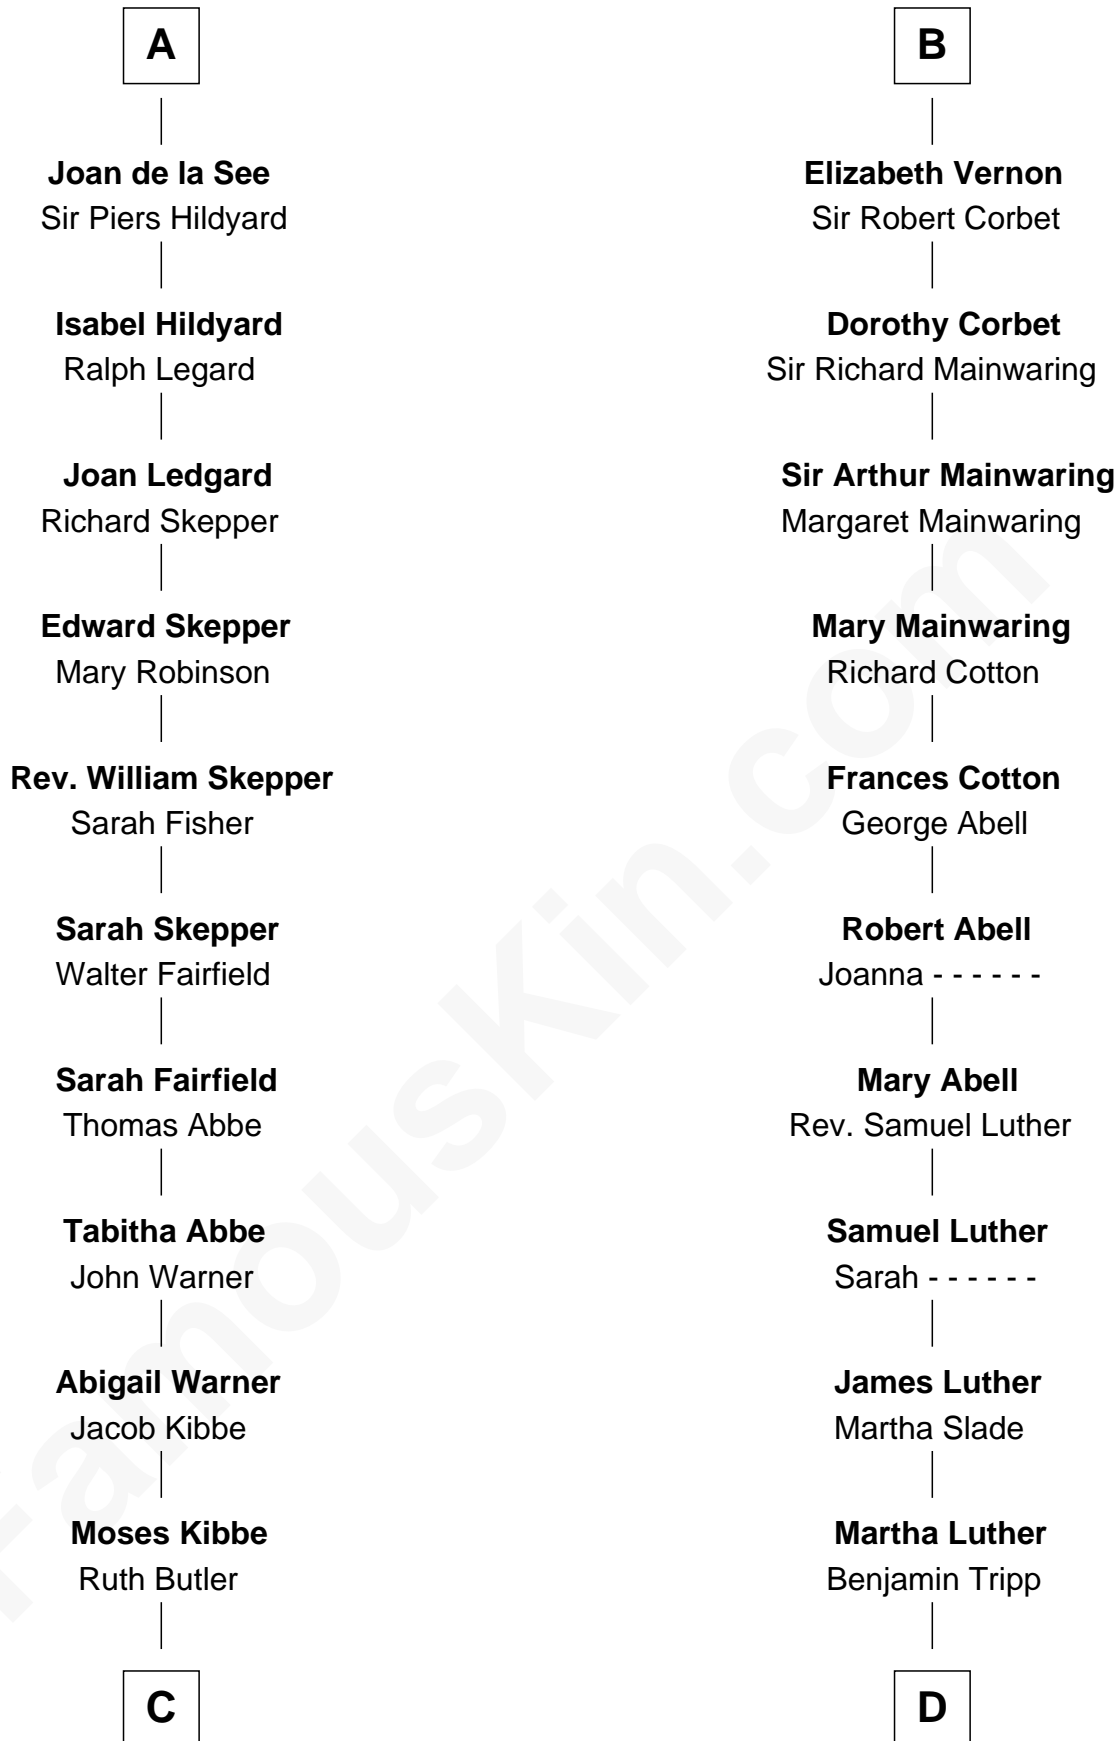 A
Joan de la See
Sir Piers Hildyard
Isabel Hildyard
Ralph Legard
Joan Ledgard
Richard Skepper
Edward Skepper
Mary Robinson
Rev. William Skepper
Sarah Fisher
Sarah Skepper
Walter Fairfield
Sarah Fairfield
Thomas Abbe
Tabitha Abbe
John Warner
Abigail Warner
Jacob Kibbe
Moses Kibbe
Ruth Butler
C
B
Elizabeth Vernon
Sir Robert Corbet
Dorothy Corbet
Sir Richard Mainwaring
Sir Arthur Mainwaring
Margaret Mainwaring
Mary Mainwaring
Richard Cotton
Frances Cotton
George Abell
Robert Abell
Joanna - - - - - -
Mary Abell
Rev. Samuel Luther
Samuel Luther
Sarah - - - - - -
James Luther
Martha Slade
Martha Luther
Benjamin Tripp
D
FamousKin.com